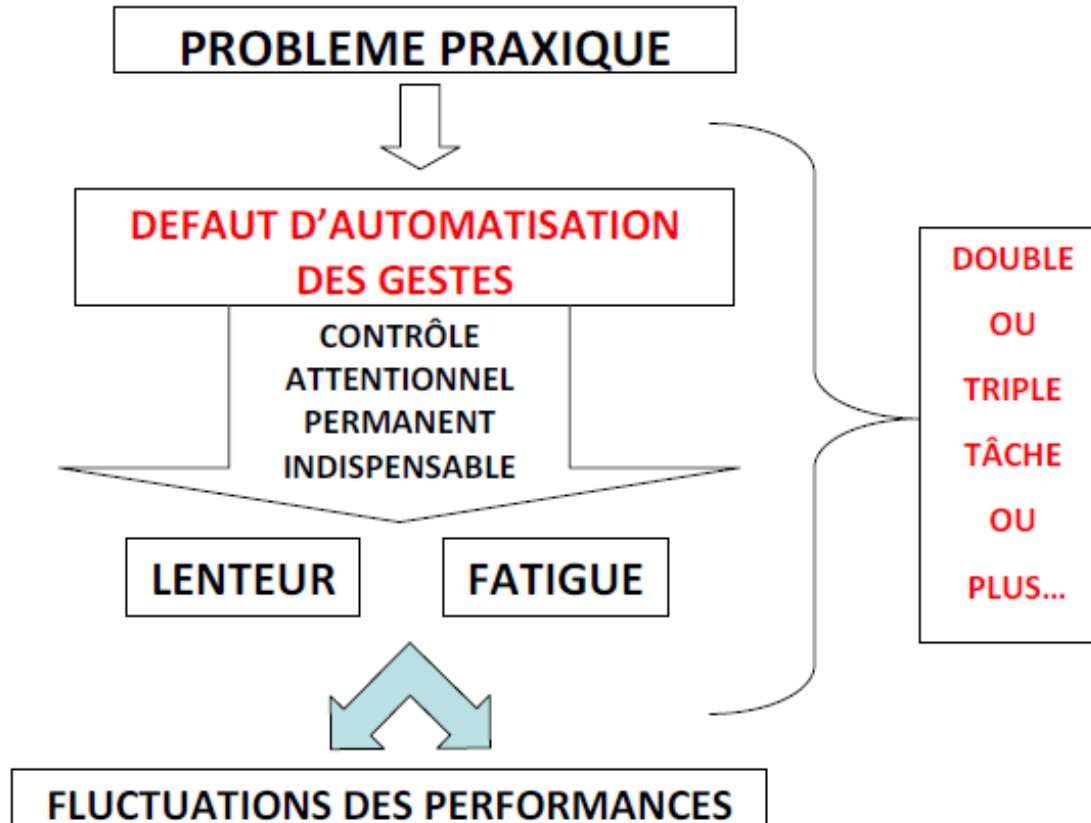 PROBLEME PRAXIQUE
DEFAUT D’AUTOMATISATION
DES GESTES
CONTRÔLE
ATTENTIONNEL
PERMANENT
INDISPENSABLE
LENTEUR
FATIGUE
FLUCTUATIONS DES PERFORMANCES
DOUBLE
OU
TRIPLE
TÂCHE
OU
PLUS...